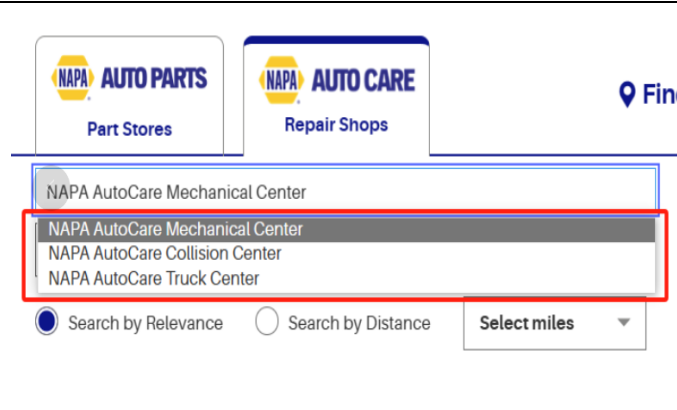 NAPA AUTO PARTS
Part Stores
NAPA AUTO CARE
Repair Shops
NAPA AutoCare Mechanical Center
NAPA AutoCare Mechanical Center
NAPA AutoCare Collision Center
NAPA AutoCare Truck Center
Search by Relevance
Search by Distance
Select miles